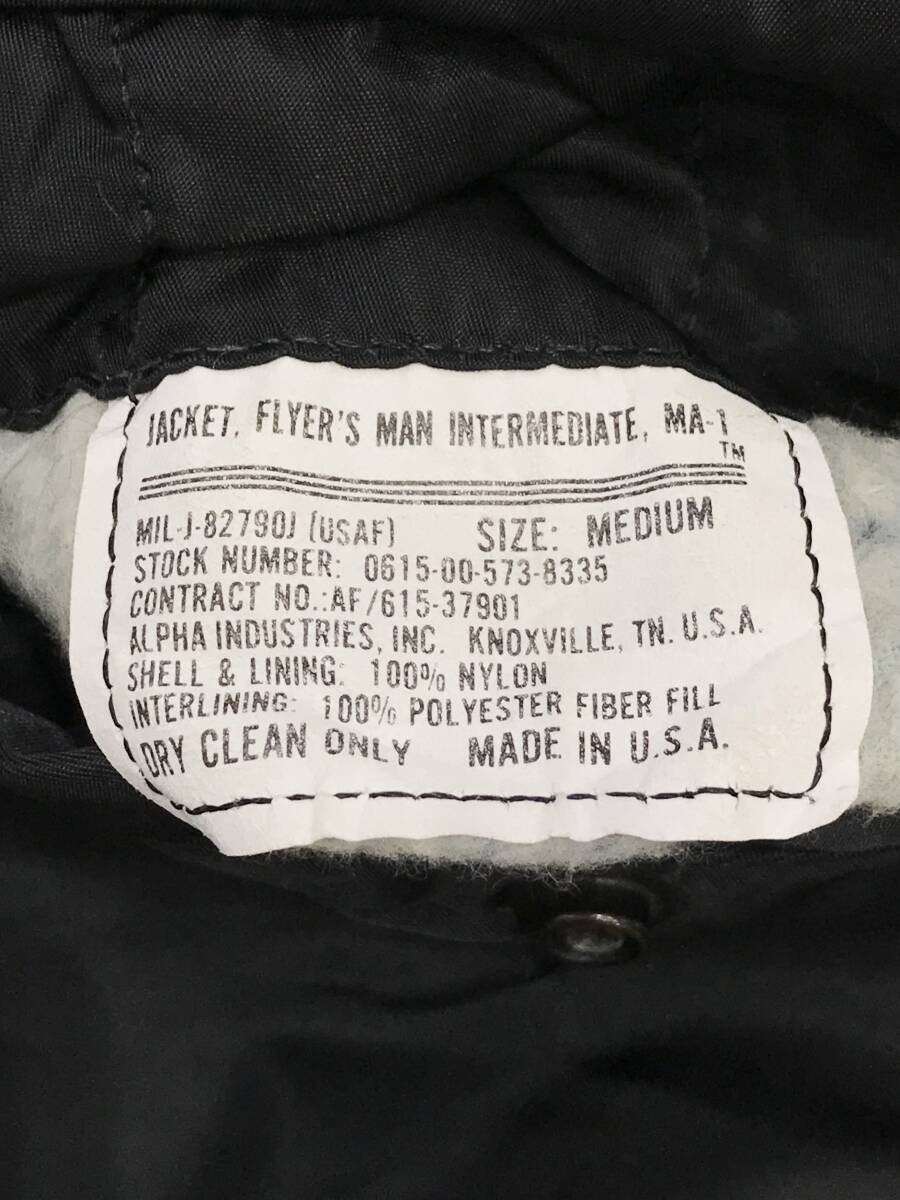 JACKET, FLYER'S MAN INTERMEDIATE, MA-1
TM
MIL-J-82790J (USAF) SIZE: MEDIUM
STOCK NUMBER: 0615-00-573-8335
CONTRACT NO.:AF/615-37901
ALPHA INDUSTRIES, INC. KNOXVILLE, TN. U.S.A.
SHELL & LINING: 100% NYLON
INTERLINING: 100% POLYESTER FIBER FILL
DRY CLEAN ONLY MADE IN U.S.A.